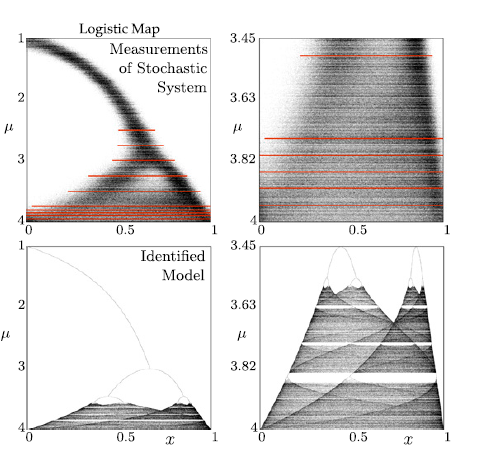 Logistic Map
Measurements
of Stochastic
System
1
2
μ
3
4
0
0.5
1
3.45
3.63
μ
3.82
4
0
0.5
1
Identified
Model
1
2
μ
3
4
0
0.5
x
1
3.45
3.63
μ
3.82
4
0
0.5
x
1